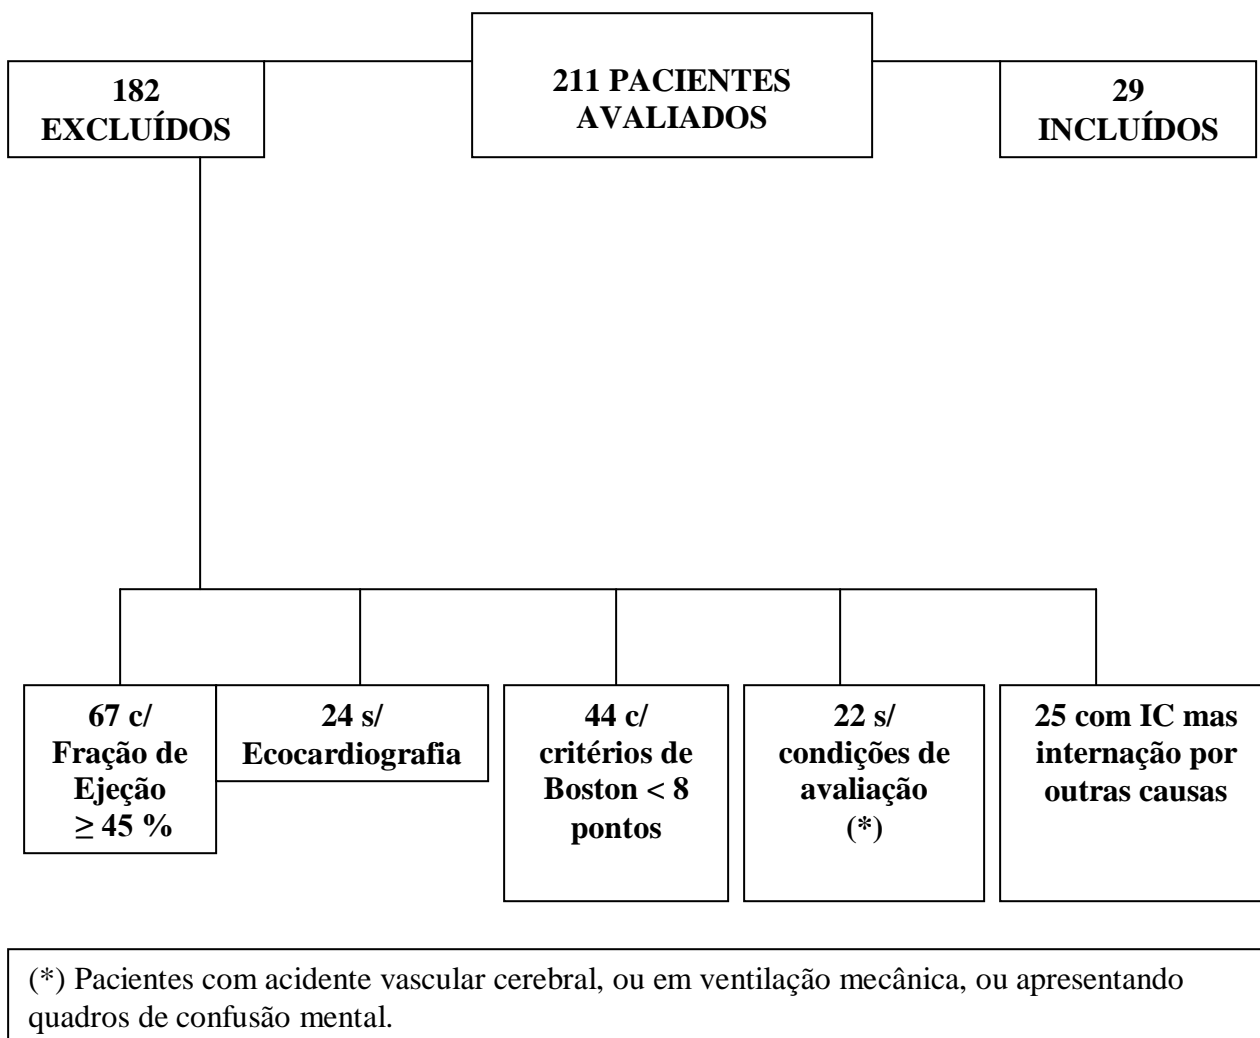 211 PACIENTES
AVALIADOS
182
EXCLUÍDOS
29
INCLUÍDOS
67 c/
Fração de
Ejeção
≥ 45 %
24 s/
Ecocardiografia
44 c/
critérios de
Boston < 8
pontos
22 s/
condições de
avaliação
(*)
25 com IC mas
internação por
outras causas
(*) Pacientes com acidente vascular cerebral, ou em ventilação mecânica, ou apresentando
quadros de confusão mental.